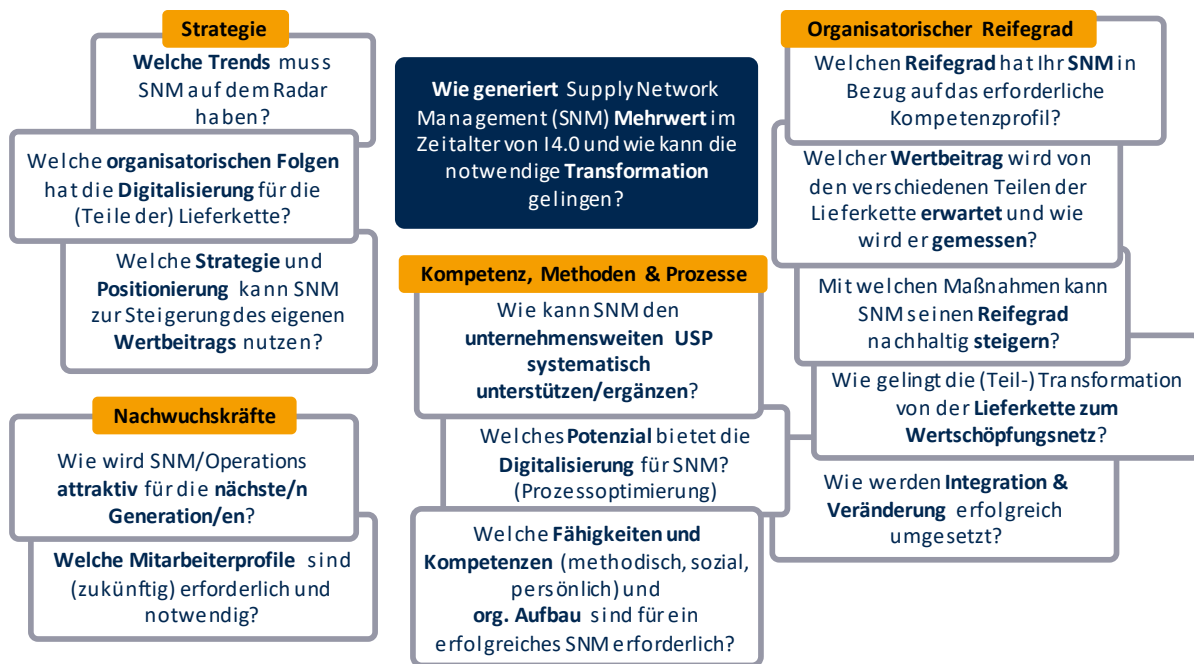 Strategie
Welche Trends muss
SNM auf dem Radar
haben?
Welche organisatorischen Folgen
hat die Digitalisierung für die
(Teile der) Lieferkette?
Welche Strategie und
Positionierung kann SNM
zur Steigerung des eigenen
Wertbeitrags nutzen?
Nachwuchskräfte
Wie wird SNM/Operations
attraktiv für die nächste/n
Generation/en?
Welche Mitarbeiterprofile sind
(zukünftig) erforderlich und
notwendig?
Wie generiert Supply Network
Management (SNM) Mehrwert im
Zeitalter von I4.0 und wie kann die
notwendige Transformation
gelingen?
Kompetenz, Methoden & Prozesse
Wie kann SNM den
unternehmensweiten USP
systematisch
unterstützen/ergänzen?
Welches Potenzial bietet die
Digitalisierung für SNM?
(Prozessoptimierung)
Welche Fähigkeiten und
Kompetenzen (methodisch, sozial,
persönlich) und
org. Aufbau sind für ein
erfolgreiches SNM erforderlich?
Organisatorischer Reifegrad
Welchen Reifegrad hat Ihr SNM in
Bezug auf das erforderliche
Kompetenzprofil?
Welcher Wertbeitrag wird von
den verschiedenen Teilen der
Lieferkette erwartet und wie
wird er gemessen?
Mit welchen Maßnahmen kann
SNM seinen Reifegrad
nachhaltig steigern?
Wie gelingt die (Teil-) Transformation
von der Lieferkette zum
Wertschöpfungsnetz?
Wie werden Integration &
Veränderung erfolgreich
umgesetzt?